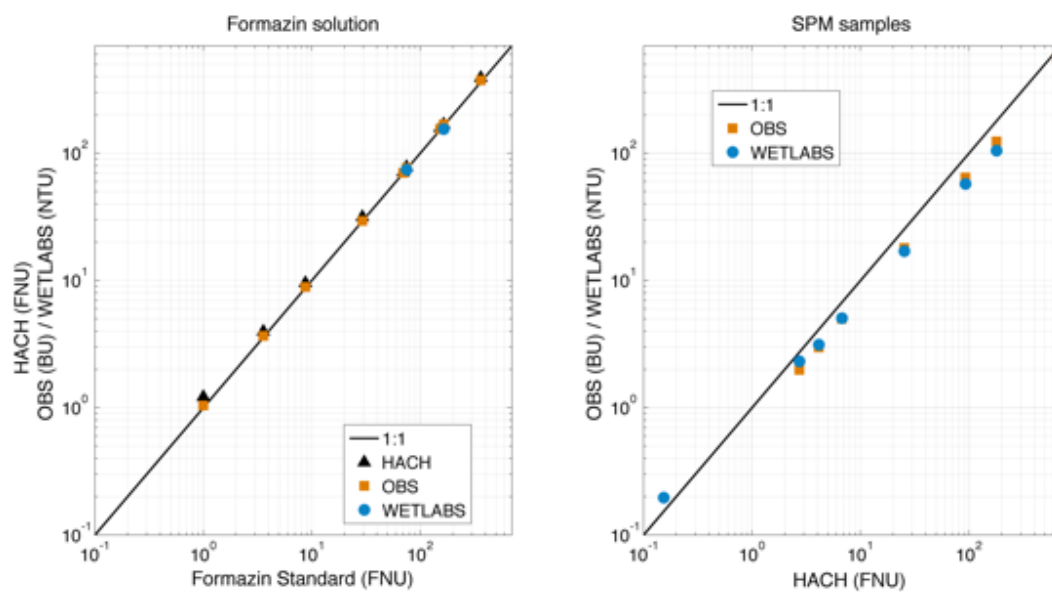 Formazin solution
HACH (FNU)
OBS (BU) / WETLABS (NTU)
10^2
10^1
10^0
10^-1
1:1
HACH
OBS
WETLABS
10^-1
10^0
10^1
10^2
Formazin Standard (FNU)
SPM samples
OBS (BU) / WETLABS (NTU)
1:1
OBS
WETLABS
10^2
10^1
10^0
10^-1
10^-1
10^0
10^1
10^2
HACH (FNU)